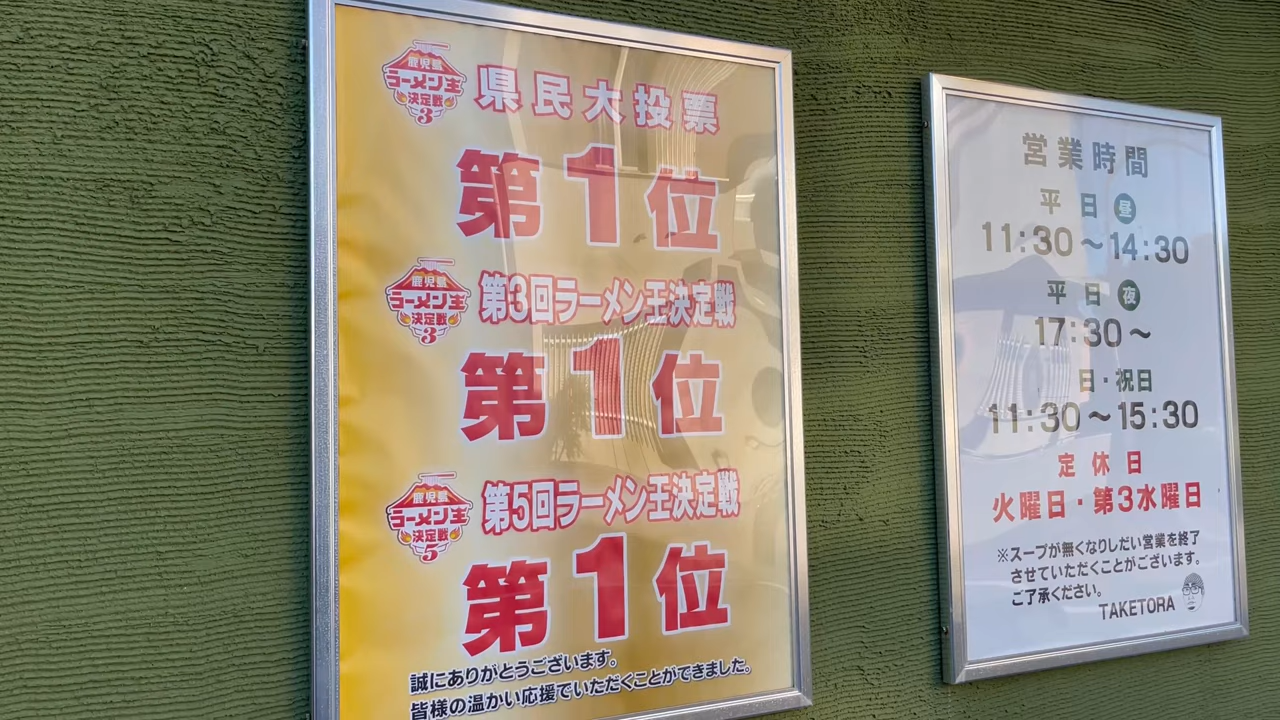 鹿児島
ラーメン王
決定戦
3
県民大投票
第1位
鹿児島
ラーメン王
決定戦
3
第3回ラーメン王決定戦
第1位
鹿児島
ラーメン王
決定戦
5
第5回ラーメン王決定戦
第1位
誠にありがとうございます。
皆様の温かい応援でいただくことができました。
営業時間
平日 昼
11:30～14:30
平日 夜
17:30～
日・祝日
11:30～15:30
定休日
火曜日・第3水曜日
※スープが無くなりしだい営業を終了
させていただくことがございます。
ご了承ください。
TAKETORA